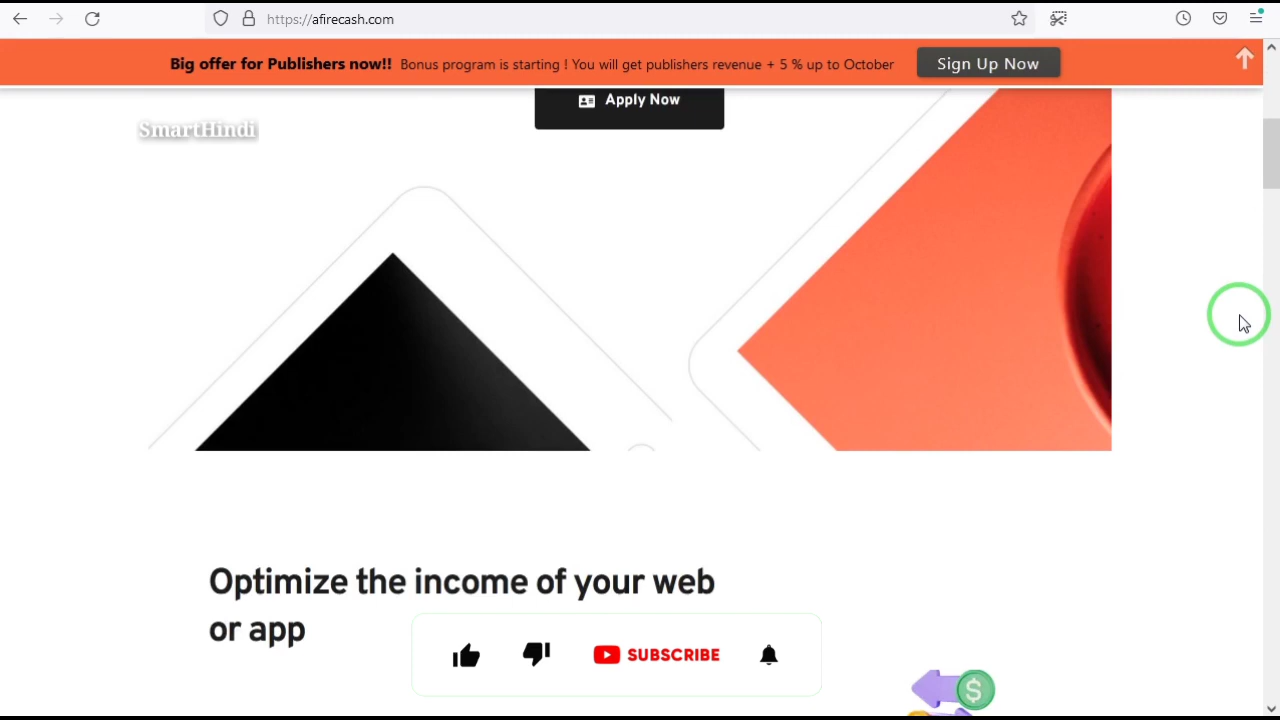 https://afirecash.com
Big offer for Publishers now!! Bonus program is starting ! You will get publishers revenue + 5 % up to October
Sign Up Now
Apply Now
SmartHindi
Optimize the income of your web
or app
SUBSCRIBE
$